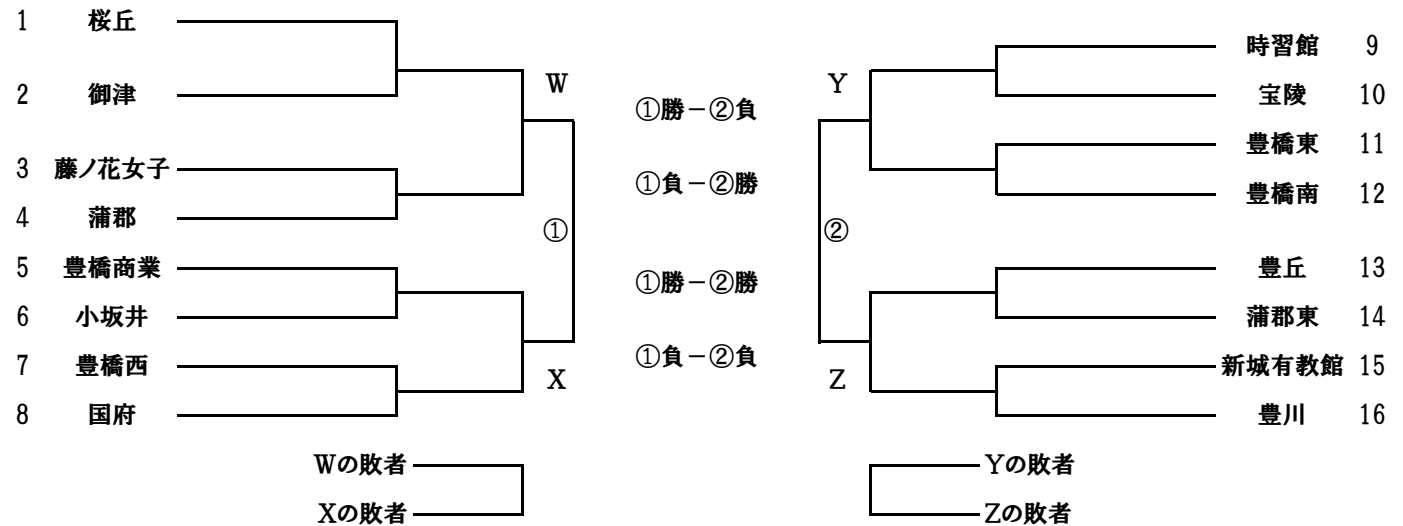 1 桜丘
2 御津
3 藤ノ花女子
4 蒲郡
5 豊橋商業
6 小坂井
7 豊橋西
8 国府
W
①
X
Wの敗者
Xの敗者
①勝－②負
①負－②勝
①勝－②勝
①負－②負
Y
②
Z
時習館 9
宝陵 10
豊橋東 11
豊橋南 12
豊丘 13
蒲郡東 14
新城有教館 15
豊川 16
Yの敗者
Zの敗者